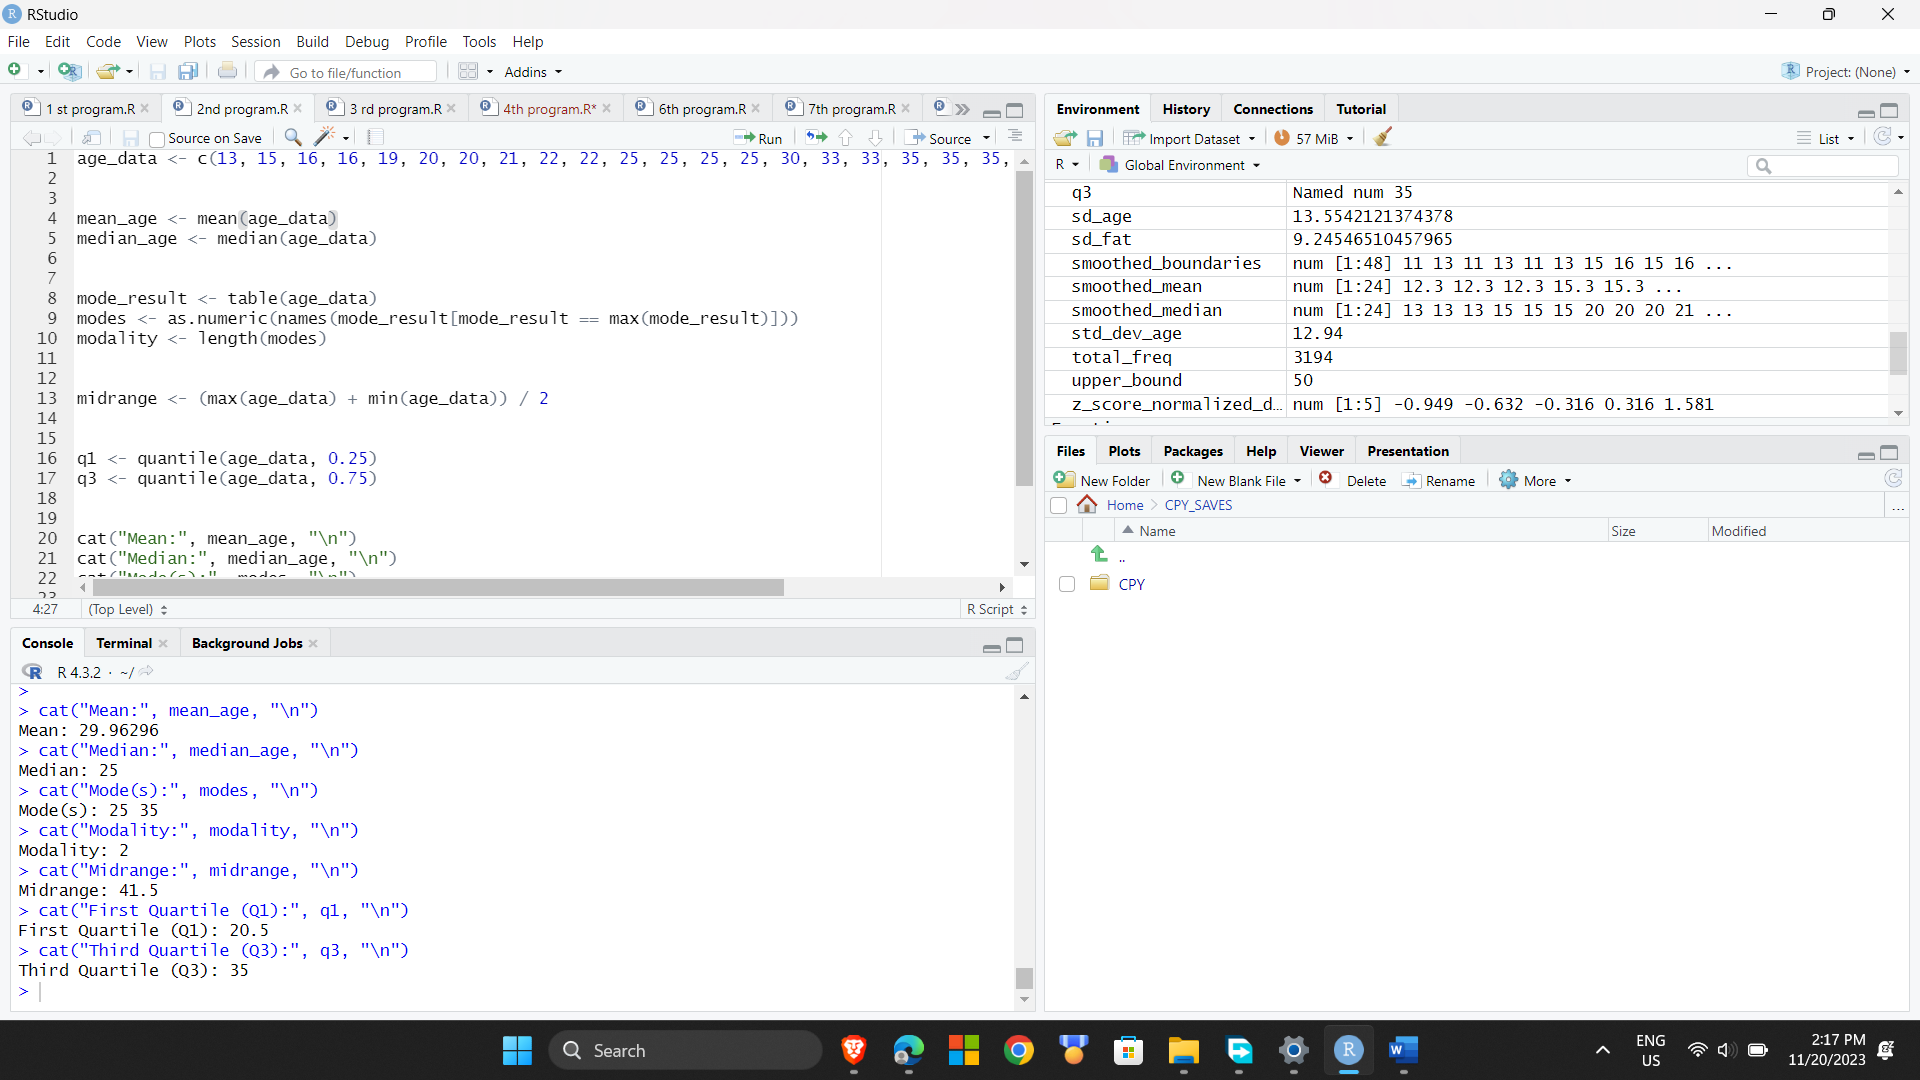 RStudio
File Edit Code View Plots Session Build Debug Profile Tools Help
Go to file/function Addins Project: (None)
1 st program.R 2nd program.R 3 rd program.R 4th program.R* 6th program.R 7th program.R
Source on Save Run Source
1 age_data <- c(13, 15, 16, 16, 19, 20, 20, 21, 22, 22, 25, 25, 25, 25, 30, 33, 33, 35, 35, 35,
2
3
4 mean_age <- mean(age_data)
5 median_age <- median(age_data)
6
7
8 mode_result <- table(age_data)
9 modes <- as.numeric(names(mode_result[mode_result == max(mode_result)]))
10 modality <- length(modes)
11
12
13 midrange <- (max(age_data) + min(age_data)) / 2
14
15
16 q1 <- quantile(age_data, 0.25)
17 q3 <- quantile(age_data, 0.75)
18
19
20 cat("Mean:", mean_age, "\n")
21 cat("Median:", median_age, "\n")
22 cat("Mode(s):", modes, "\n")
23
4:27 (Top Level) R Script
Console Terminal Background Jobs
R 4.3.2 · ~/
>
> cat("Mean:", mean_age, "\n")
Mean: 29.96296
> cat("Median:", median_age, "\n")
Median: 25
> cat("Mode(s):", modes, "\n")
Mode(s): 25 35
> cat("Modality:", modality, "\n")
Modality: 2
> cat("Midrange:", midrange, "\n")
Midrange: 41.5
> cat("First Quartile (Q1):", q1, "\n")
First Quartile (Q1): 20.5
> cat("Third Quartile (Q3):", q3, "\n")
Third Quartile (Q3): 35
>
Environment History Connections Tutorial
Import Dataset 57 MiB List
R Global Environment
q3 Named num 35
sd_age 13.5542121374378
sd_fat 9.24546510457965
smoothed_boundaries num [1:48] 11 13 11 13 11 13 15 16 15 16 ...
smoothed_mean num [1:24] 12.3 12.3 12.3 15.3 15.3 ...
smoothed_median num [1:24] 13 13 13 15 15 15 20 20 20 21 ...
std_dev_age 12.94
total_freq 3194
upper_bound 50
z_score_normalized_d… num [1:5] -0.949 -0.632 -0.316 0.316 1.581
Files Plots Packages Help Viewer Presentation
New Folder New Blank File Delete Rename More
Home CPY_SAVES ...
Name Size Modified
..
CPY
Search
ENG US
2:17 PM
11/20/2023